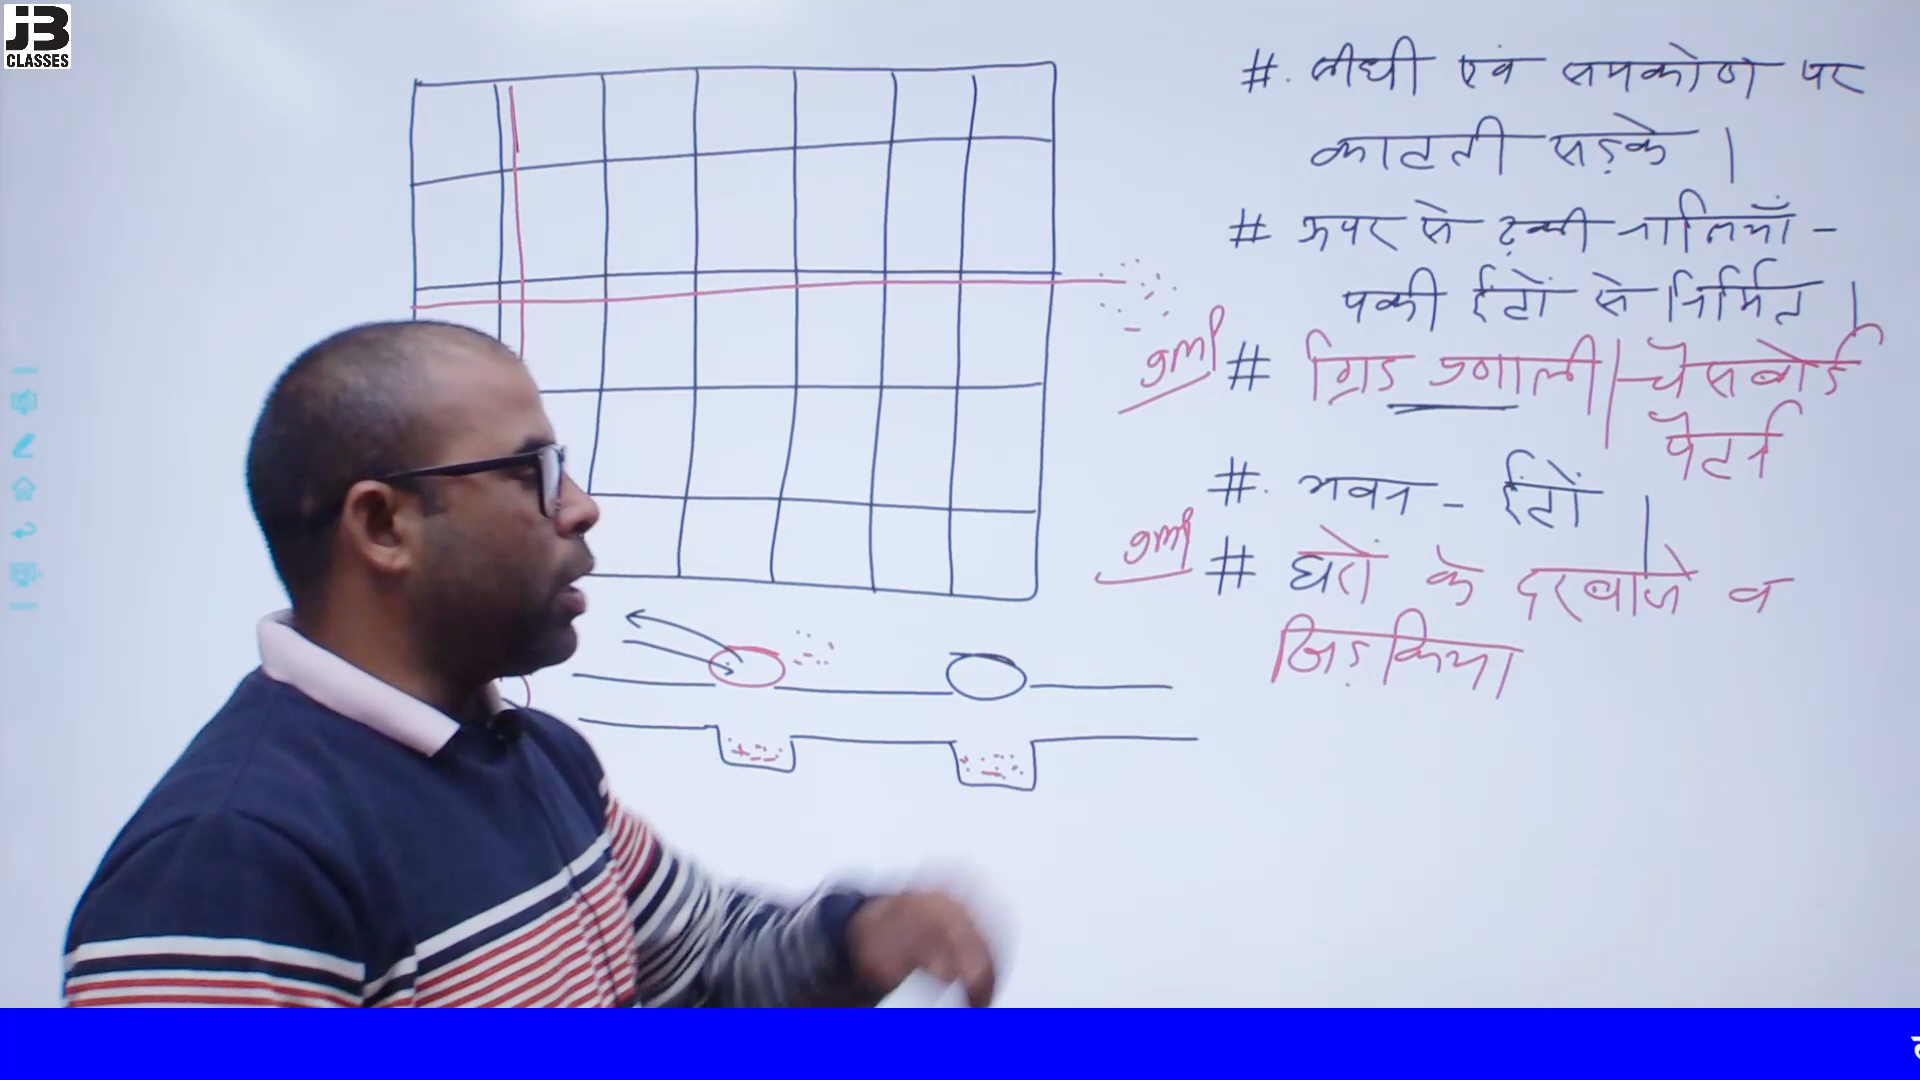 JB
CLASSES
#. सीधी एवं समकोण पर
काटती सड़के |
# ऊपर से ढकी नालियाँ -
पकी ईंटों से निर्मित |
Imp # ग्रिड प्रणाली | चेसबोर्ड
पैटर्न
#. भवन - ईंटों |
Imp # घरों के दरवाजे व
खिड़किया